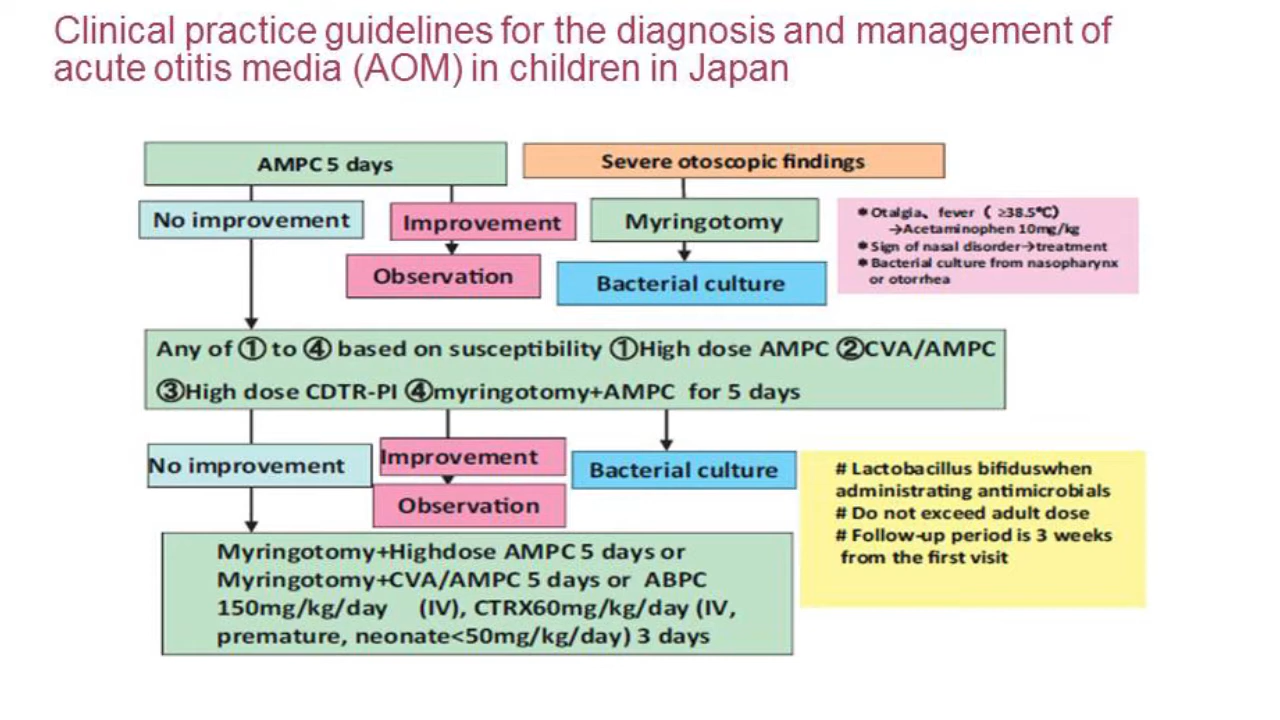 Clinical practice guidelines for the diagnosis and management of
acute otitis media (AOM) in children in Japan
AMPC 5 days
Severe otoscopic findings
No improvement
Improvement
Myringotomy
Observation
Bacterial culture
* Otalgia、fever（ ≥38.5℃）
→Acetaminophen 10mg/kg
* Sign of nasal disorder→treatment
* Bacterial culture from nasopharynx
or otorrhea
Any of ① to ④ based on susceptibility ①High dose AMPC ②CVA/AMPC
③High dose CDTR-PI ④myringotomy+AMPC for 5 days
No improvement
Improvement
Observation
Bacterial culture
# Lactobacillus bifiduswhen
administrating antimicrobials
# Do not exceed adult dose
# Follow-up period is 3 weeks
from the first visit
Myringotomy+Highdose AMPC 5 days or
Myringotomy+CVA/AMPC 5 days or ABPC
150mg/kg/day (IV), CTRX60mg/kg/day (IV,
premature, neonate<50mg/kg/day) 3 days